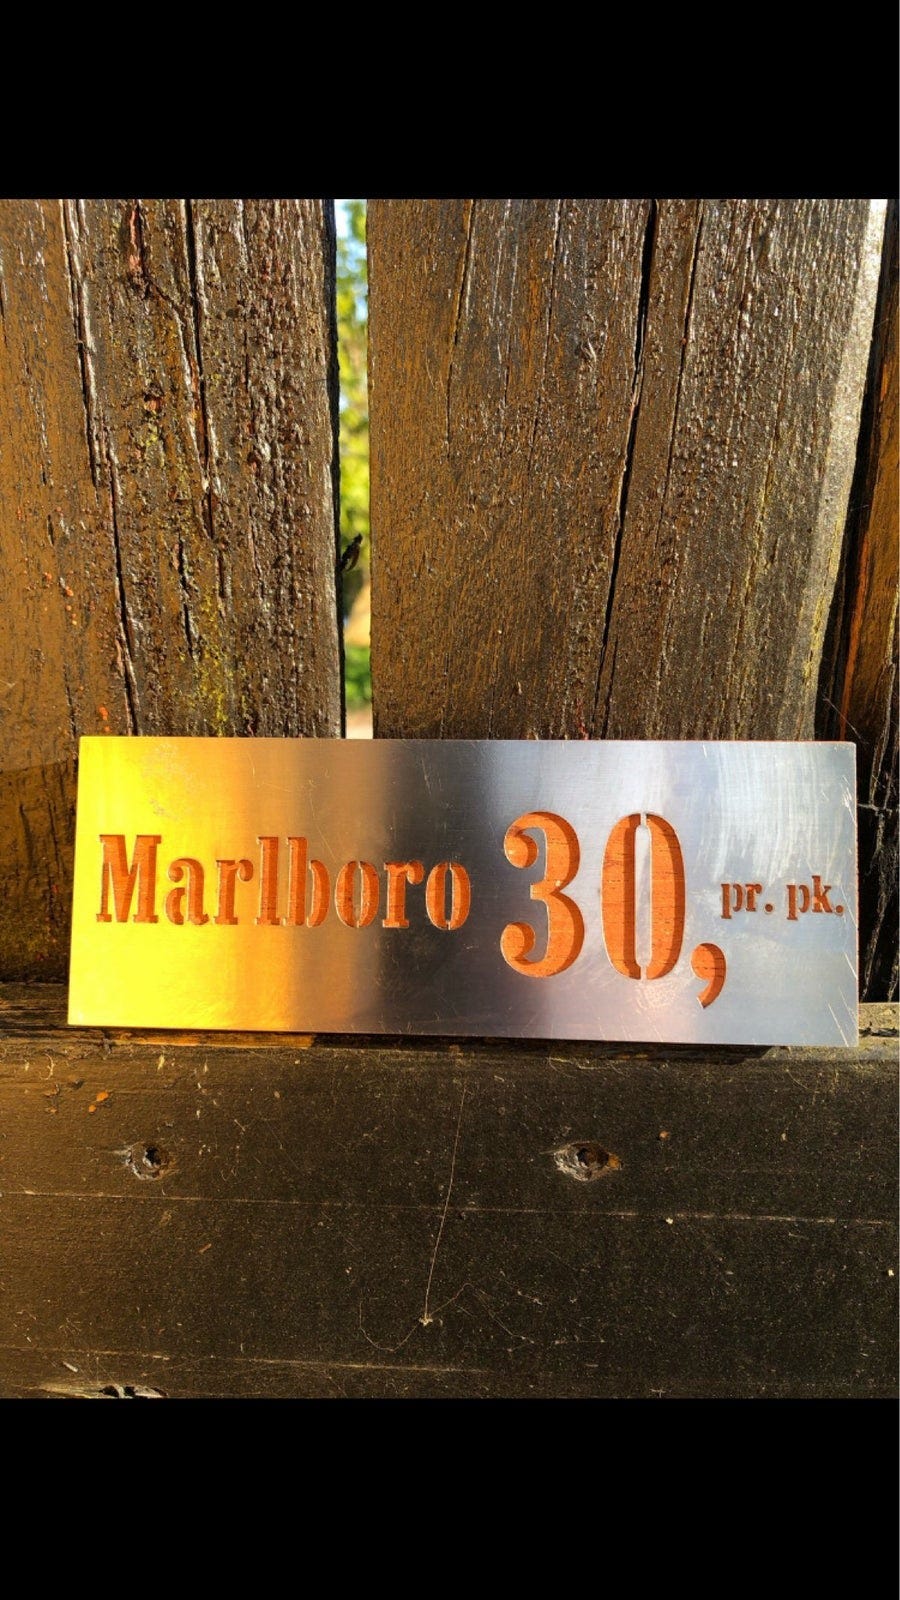 Marlboro 30, pr. pk.